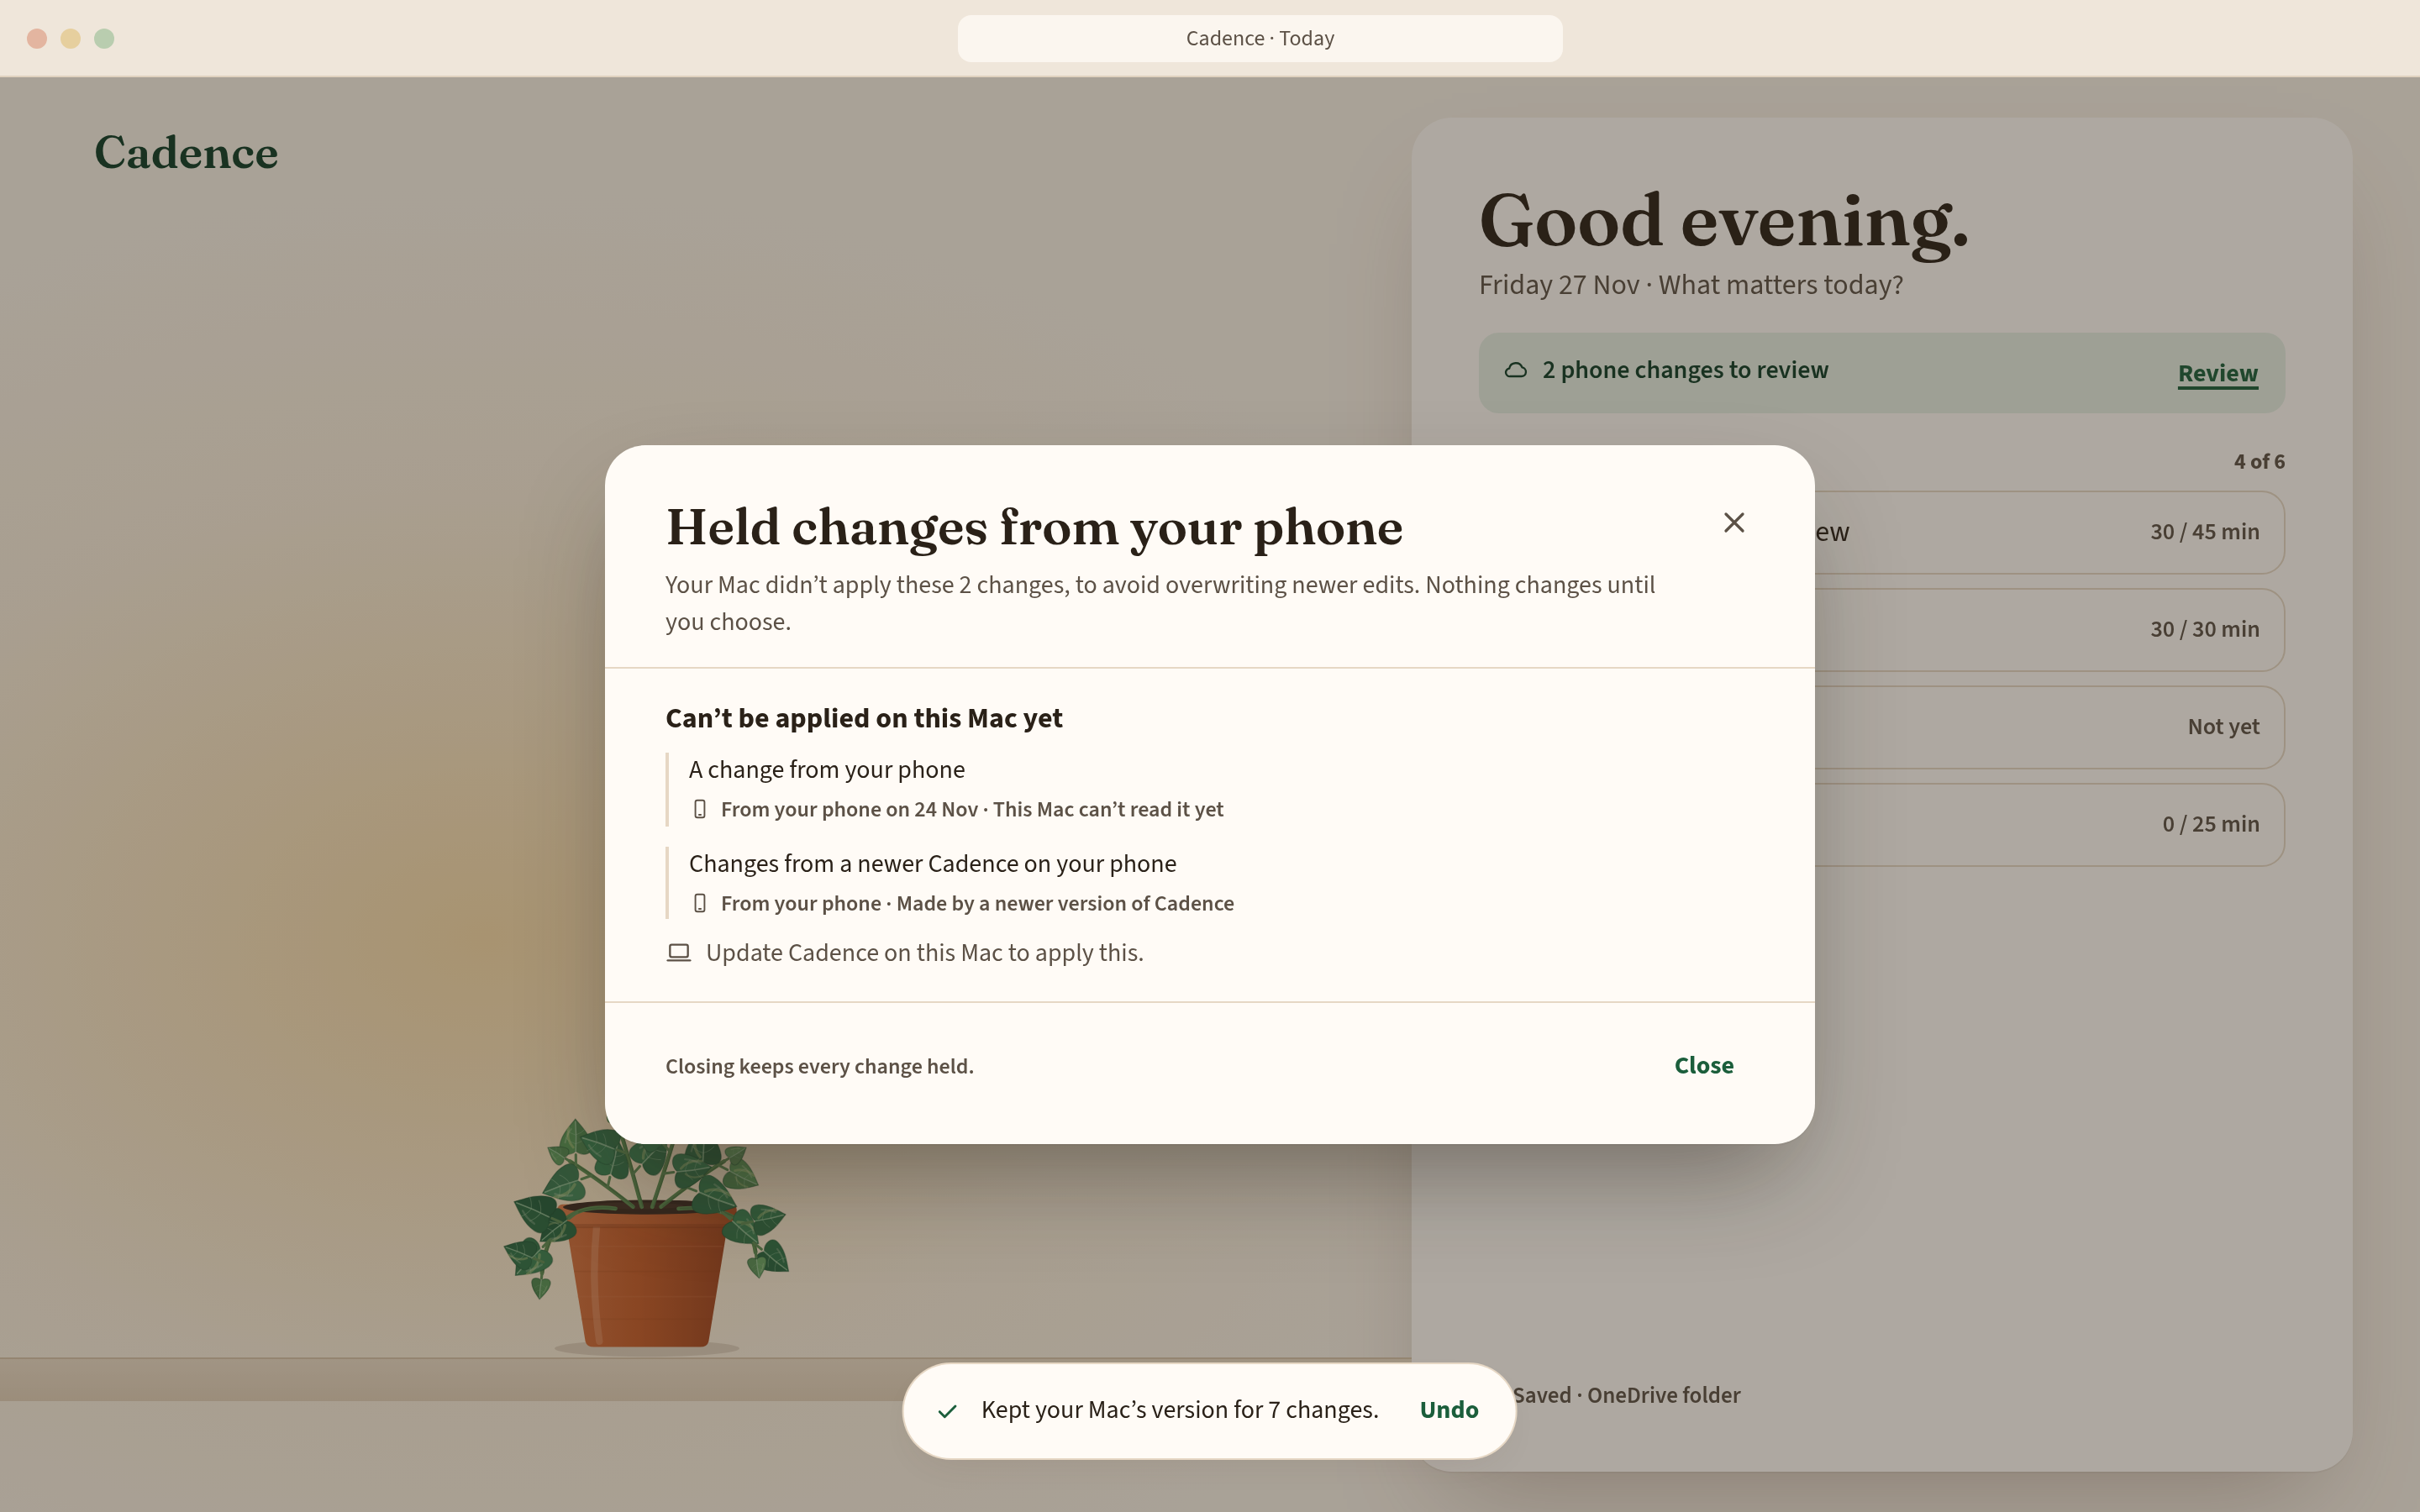 Cadence · Today
Cadence
Good evening.
Friday 27 Nov · What matters today?
2 phone changes to review
Review
4 of 6
ew
30 / 45 min
30 / 30 min
Not yet
0 / 25 min
Held changes from your phone
Your Mac didn’t apply these 2 changes, to avoid overwriting newer edits. Nothing changes until
you choose.
Can’t be applied on this Mac yet
A change from your phone
From your phone on 24 Nov · This Mac can’t read it yet
Changes from a newer Cadence on your phone
From your phone · Made by a newer version of Cadence
Update Cadence on this Mac to apply this.
Closing keeps every change held.
Close
Saved · OneDrive folder
Kept your Mac’s version for 7 changes.
Undo